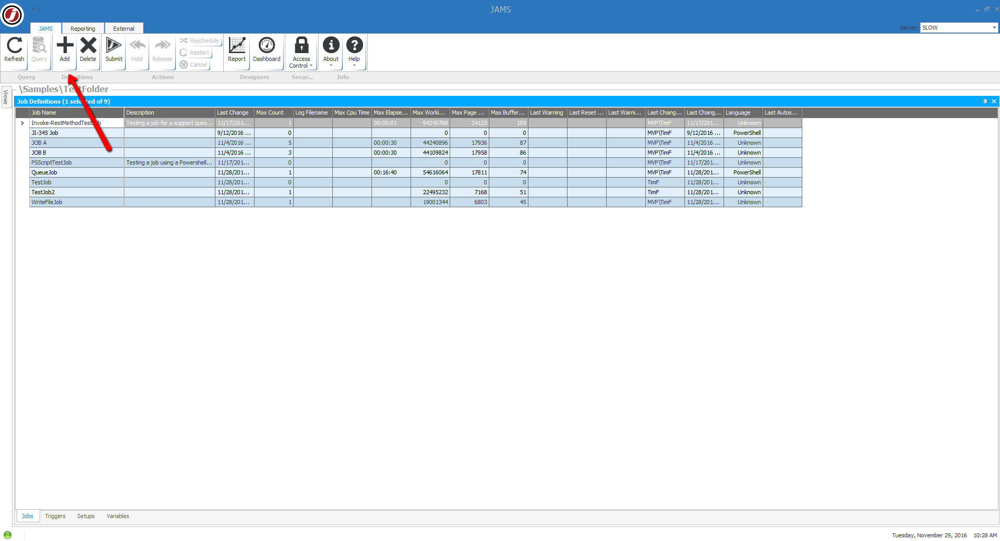 JAMS
JAMS Reporting External
Server: SLOW
Refresh Query Add Delete Submit Hold Release Reschedule Restart Cancel Report Dashboard Access Control About Help
Query Definitions Actions Designers Secur... Info
Views
\Samples\TestFolder
Job Definitions (1 selected of 9)
Job Name Description Last Change Max Count Log Filename Max Cpu Time Max Elapse... Max Worki... Max Page ... Max Buffer... Last Warning Last Reset ... Last Warni... Last Chang... Last Chang... Language Last Autos...
Invoke-RestMethodTestJob Testing a job for a support ques... 11/17/201... 1 00:00:01 94240768 34125 109 MVP\TimF 11/17/201... Unknown
JI-345 Job 9/12/2016 ... 0 0 0 0 MVP\TimF 9/12/2016 ... PowerShell
JOB A 11/4/2016 ... 5 00:00:30 44240896 17936 87 MVP\TimF 11/4/2016 ... Unknown
JOB B 11/4/2016 ... 3 00:00:30 44109824 17958 86 MVP\TimF 11/4/2016 ... Unknown
PSScriptTestJob Testing a job using a Powershell... 11/17/201... 0 0 0 0 MVP\TimF 11/17/201... Unknown
QueueJob 11/28/201... 1 00:16:40 54616064 17811 74 MVP\TimF 11/28/201... PowerShell
TestJob 11/28/201... 0 0 0 0 TimF 11/28/201... Unknown
TestJob2 11/28/201... 1 22495232 7168 51 TimF 11/28/201... Unknown
WriteFileJob 11/28/201... 1 19001344 6803 45 MVP\TimF 11/28/201... Unknown
Jobs Triggers Setups Variables
Tuesday, November 29, 2016 10:28 AM